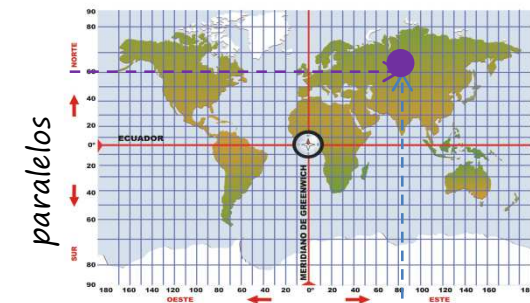 90
80
60
40
20
0°
20
40
60
80
90
NORTE
SUR
paralelos
ECUADOR
MERIDIANO DE GREENWICH
180 160 140 120 100 80 60 40 20 0° 20 40 60 80 100 120 140 160 180
OESTE
ESTE